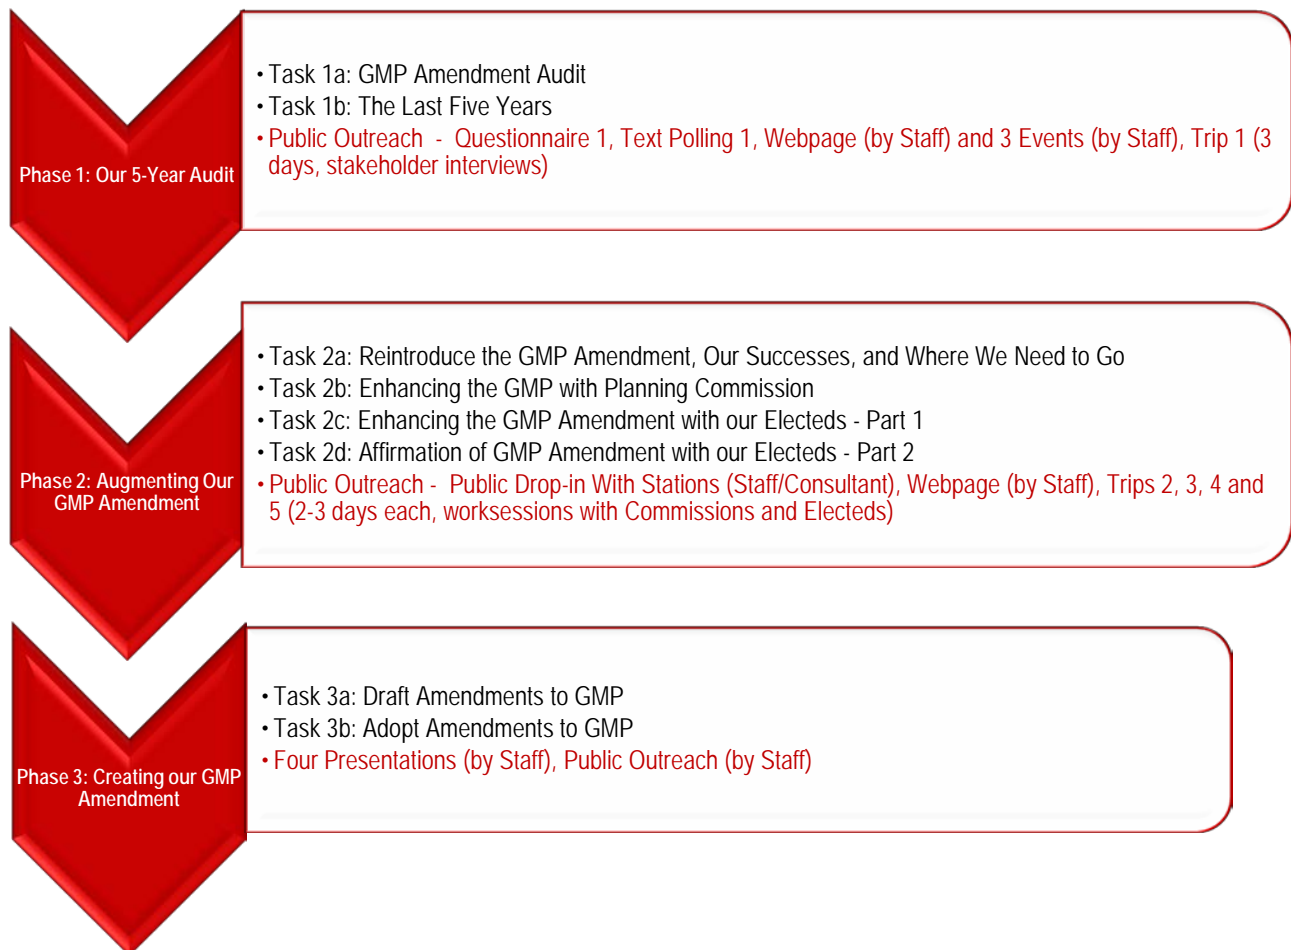 Phase 1: Our 5-Year Audit
• Task 1a: GMP Amendment Audit
• Task 1b: The Last Five Years
• Public Outreach - Questionnaire 1, Text Polling 1, Webpage (by Staff) and 3 Events (by Staff), Trip 1 (3
days, stakeholder interviews)
Phase 2: Augmenting Our
GMP Amendment
• Task 2a: Reintroduce the GMP Amendment, Our Successes, and Where We Need to Go
• Task 2b: Enhancing the GMP with Planning Commission
• Task 2c: Enhancing the GMP Amendment with our Electeds - Part 1
• Task 2d: Affirmation of GMP Amendment with our Electeds - Part 2
• Public Outreach - Public Drop-in With Stations (Staff/Consultant), Webpage (by Staff), Trips 2, 3, 4 and
5 (2-3 days each, worksessions with Commissions and Electeds)
Phase 3: Creating our GMP
Amendment
• Task 3a: Draft Amendments to GMP
• Task 3b: Adopt Amendments to GMP
• Four Presentations (by Staff), Public Outreach (by Staff)